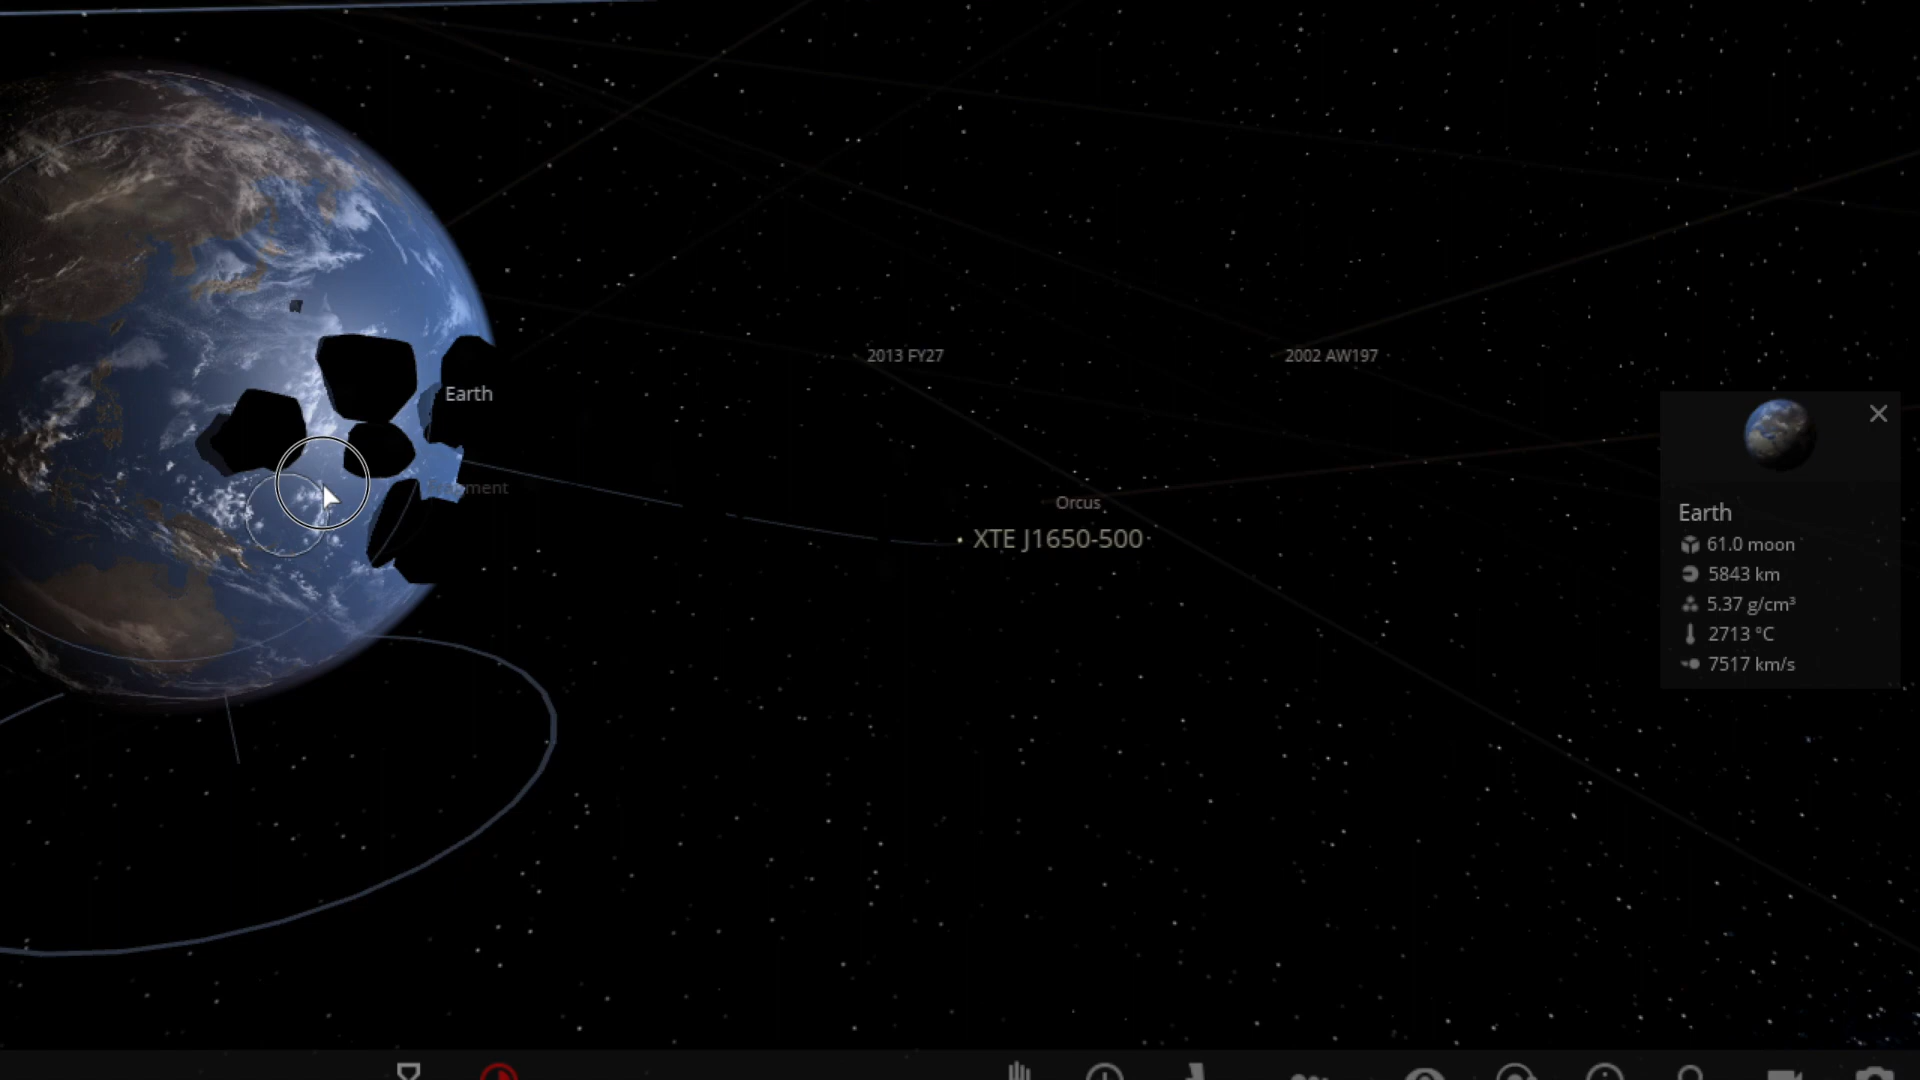 2013 FY27
2002 AW197
Earth
Orcus
XTE J1650-500
Earth
61.0 moon
5843 km
5.37 g/cm³
2713 °C
7517 km/s